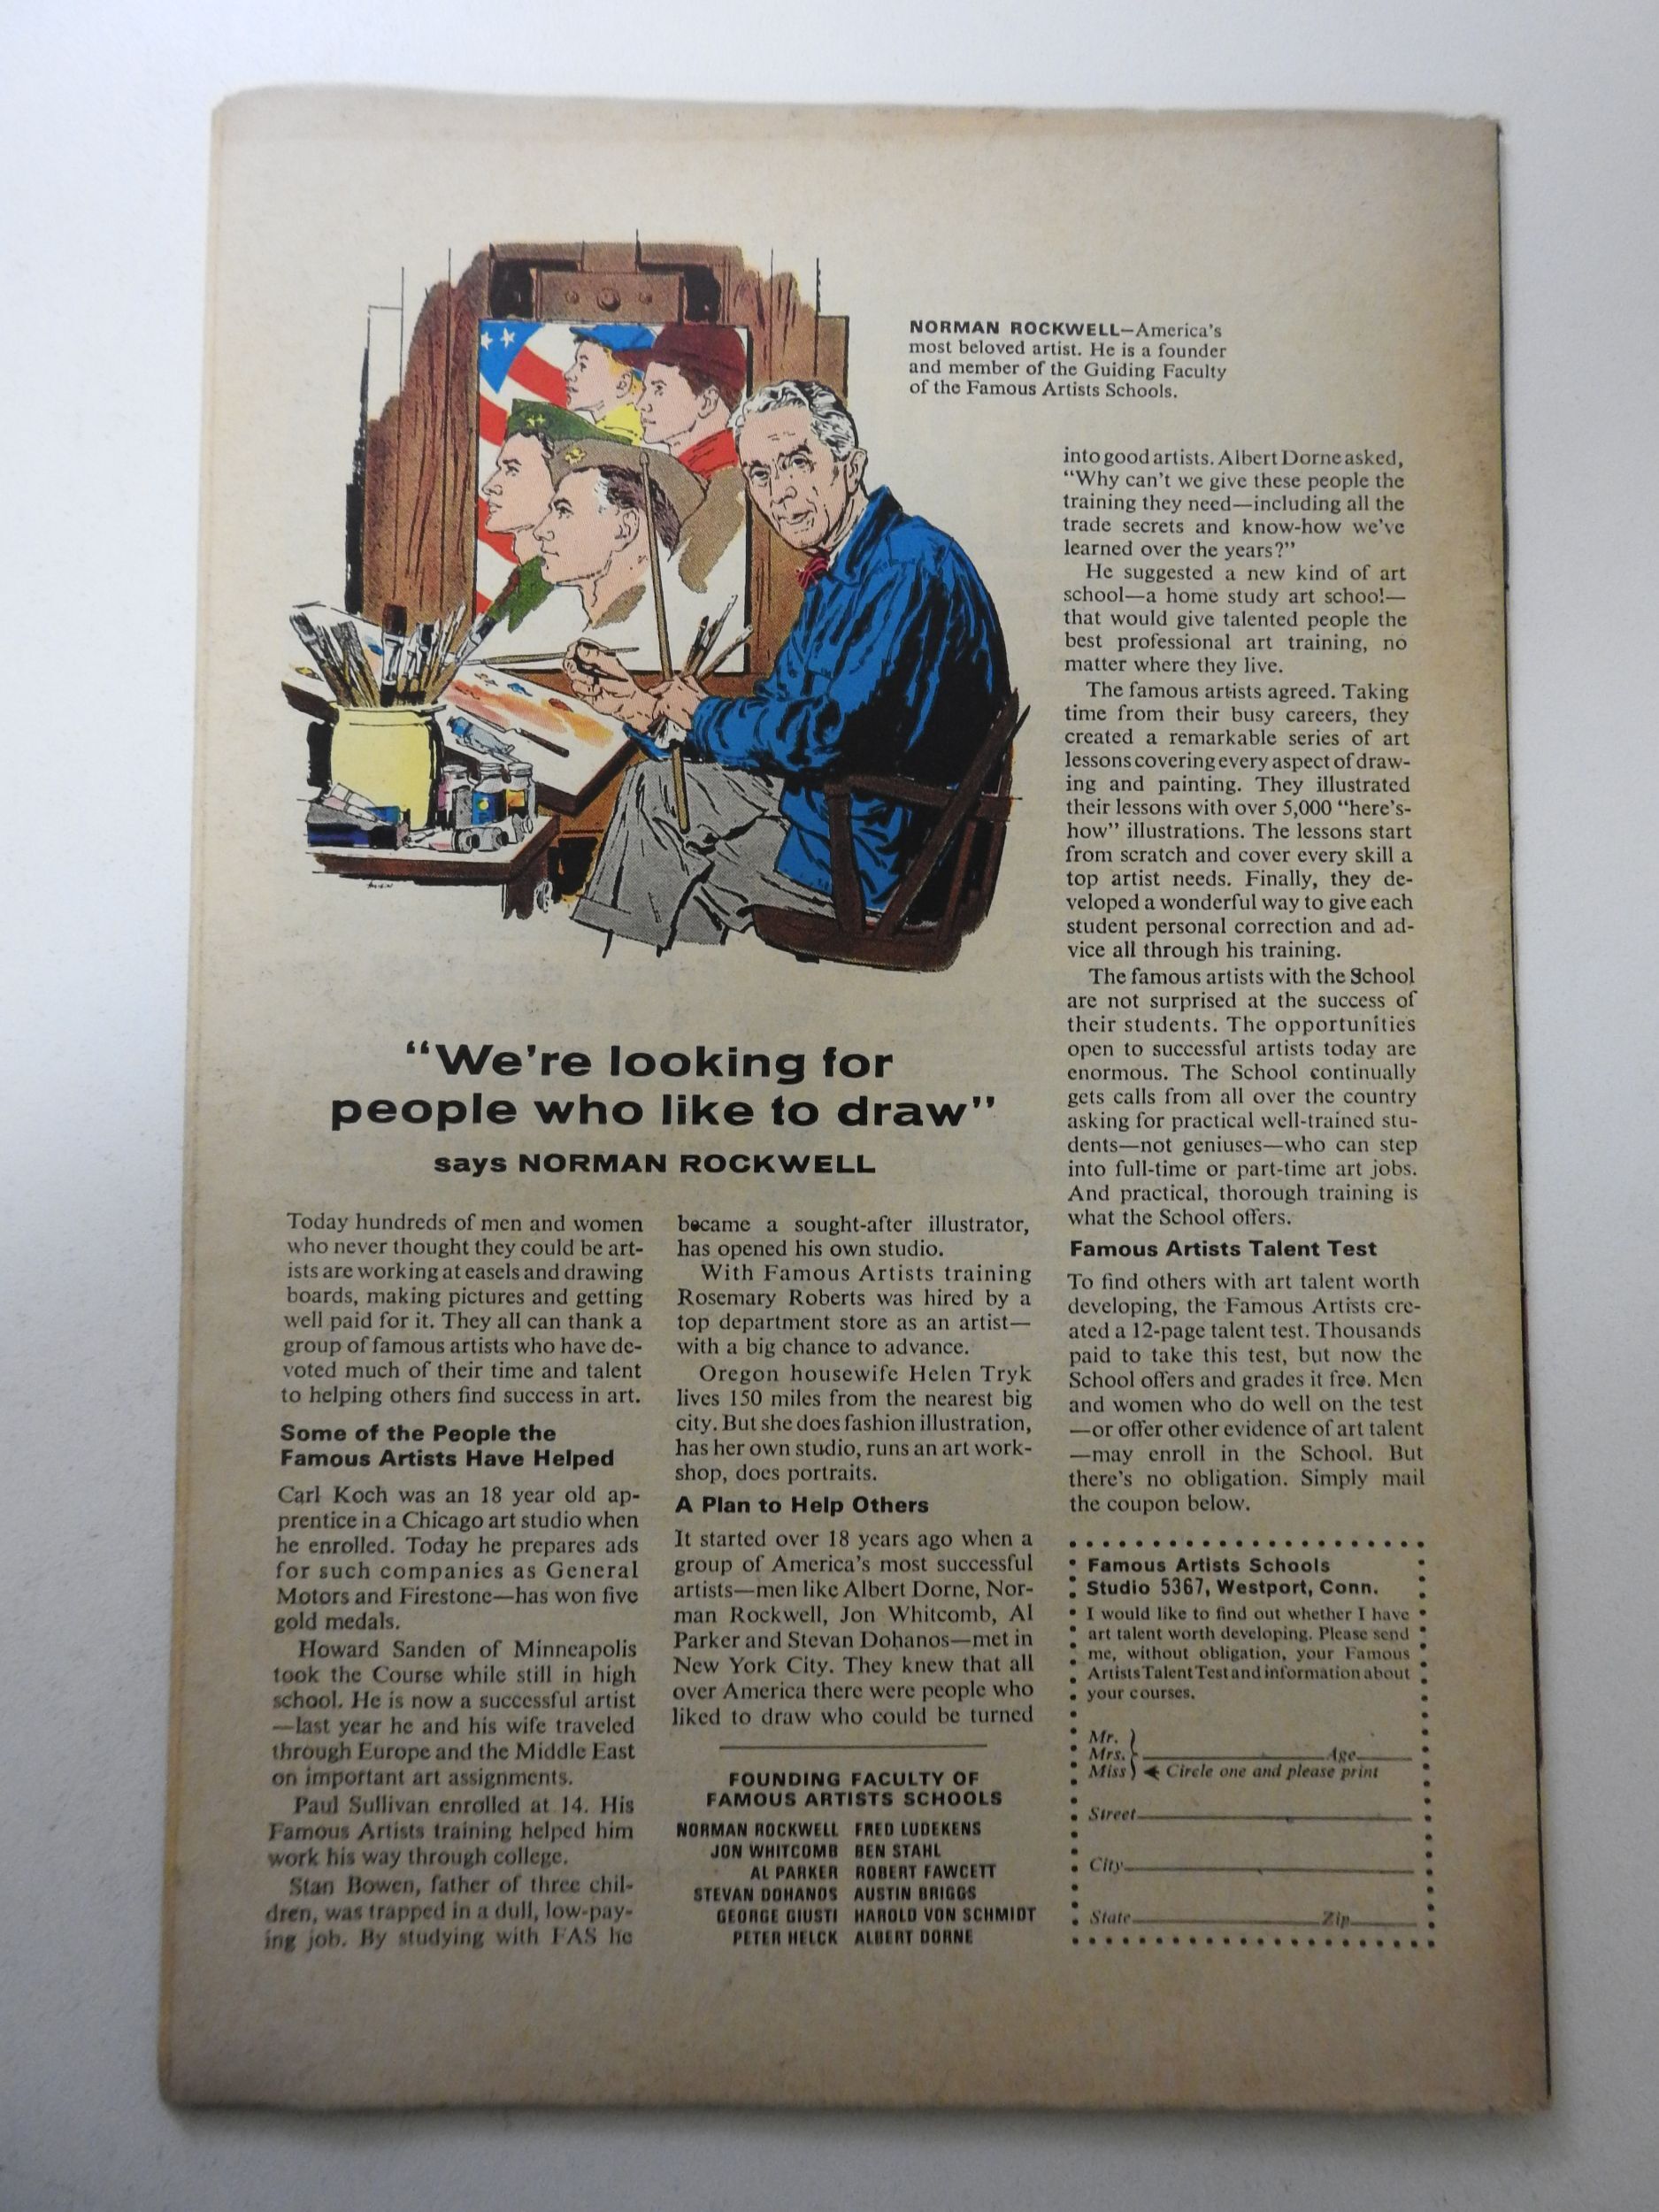 NORMAN ROCKWELL—America's
most beloved artist. He is a founder
and member of the Guiding Faculty
of the Famous Artists Schools.
"We're looking for
people who like to draw"
says NORMAN ROCKWELL
Today hundreds of men and women
who never thought they could be art-
ists are working at easels and drawing
boards, making pictures and getting
well paid for it. They all can thank a
group of famous artists who have de-
voted much of their time and talent
to helping others find success in art.
Some of the People the
Famous Artists Have Helped
Carl Koch was an 18 year old ap-
prentice in a Chicago art studio when
he enrolled. Today he prepares ads
for such companies as General
Motors and Firestone—has won five
gold medals.
Howard Sanden of Minneapolis
took the Course while still in high
school. He is now a successful artist
—last year he and his wife traveled
through Europe and the Middle East
on important art assignments.
Paul Sullivan enrolled at 14. His
Famous Artists training helped him
work his way through college.
Stan Bowen, father of three chil-
dren, was trapped in a dull, low-pay-
ing job. By studying with FAS he
became a sought-after illustrator,
has opened his own studio.
With Famous Artists training
Rosemary Roberts was hired by a
top department store as an artist—
with a big chance to advance.
Oregon housewife Helen Tryk
lives 150 miles from the nearest big
city. But she does fashion illustration,
has her own studio, runs an art work-
shop, does portraits.
A Plan to Help Others
It started over 18 years ago when a
group of America's most successful
artists—men like Albert Dorne, Nor-
man Rockwell, Jon Whitcomb, Al
Parker and Stevan Dohanos—met in
New York City. They knew that all
over America there were people who
liked to draw who could be turned
FOUNDING FACULTY OF
FAMOUS ARTISTS SCHOOLS
NORMAN ROCKWELL FRED LUDEKENS
JON WHITCOMB BEN STAHL
AL PARKER ROBERT FAWCETT
STEVAN DOHANOS AUSTIN BRIGGS
GEORGE GIUSTI HAROLD VON SCHMIDT
PETER HELCK ALBERT DORNE
into good artists. Albert Dorne asked,
"Why can't we give these people the
training they need—including all the
trade secrets and know-how we've
learned over the years?"
He suggested a new kind of art
school—a home study art school—
that would give talented people the
best professional art training, no
matter where they live.
The famous artists agreed. Taking
time from their busy careers, they
created a remarkable series of art
lessons covering every aspect of draw-
ing and painting. They illustrated
their lessons with over 5,000 "here's-
how" illustrations. The lessons start
from scratch and cover every skill a
top artist needs. Finally, they de-
veloped a wonderful way to give each
student personal correction and ad-
vice all through his training.
The famous artists with the School
are not surprised at the success of
their students. The opportunities
open to successful artists today are
enormous. The School continually
gets calls from all over the country
asking for practical well-trained stu-
dents—not geniuses—who can step
into full-time or part-time art jobs.
And practical, thorough training is
what the School offers.
Famous Artists Talent Test
To find others with art talent worth
developing, the Famous Artists cre-
ated a 12-page talent test. Thousands
paid to take this test, but now the
School offers and grades it free. Men
and women who do well on the test
—or offer other evidence of art talent
—may enroll in the School. But
there's no obligation. Simply mail
the coupon below.
Famous Artists Schools
Studio 5367, Westport, Conn.
I would like to find out whether I have
art talent worth developing. Please send
me, without obligation, your Famous
Artists Talent Test and information about
your courses.
Mr.
Mrs. Age
Miss Circle one and please print
Street
City
State Zip